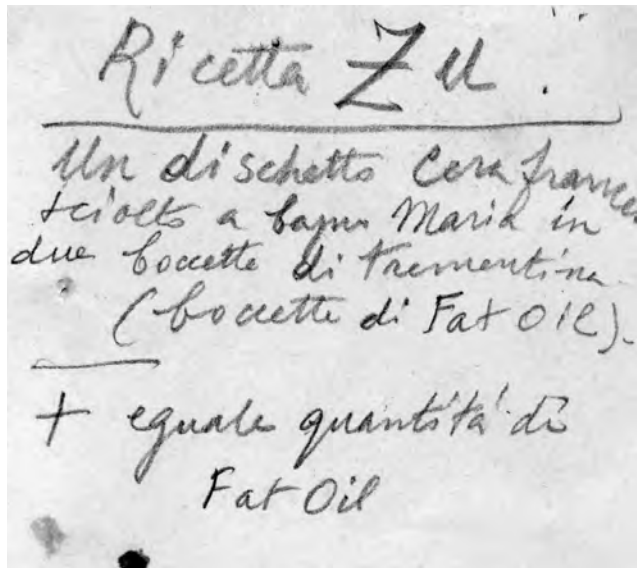 Ricetta Zu.
Un dischetto Cera
sciolto a bagno Maria in
due boccette di trementina
(boccette di Fat Oil).
+ eguale quantità di
Fat Oil